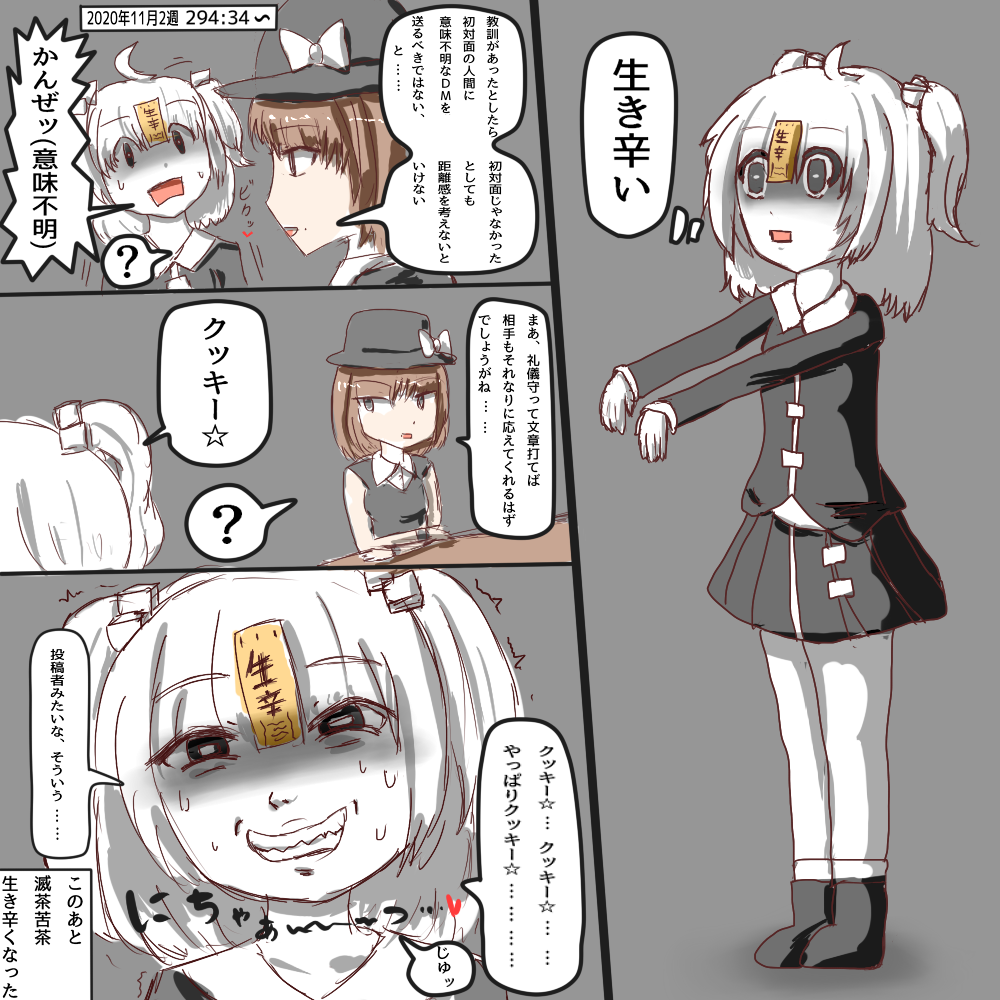 生き辛い
生辛
2020年11月2週 294:34～
教訓があったとしたら
初対面の人間に
意味不明なDMを
送るべきではない、
と……
初対面じゃなかった
としても
距離感を考えないと
いけない
ビクッ♥
生辛
かんぜッ(意味不明)
？
まあ、礼儀守って文章打てば
相手もそれなりに応えてくれるはず
でしょうがね……
クッキー☆
？
クッキー☆…クッキー☆……
やっぱりクッキー☆…………
生辛
投稿者みたいな、そういう……
にちゃぁ～～っ…♥
じゅッ
このあと
滅茶苦茶
生き辛くなった